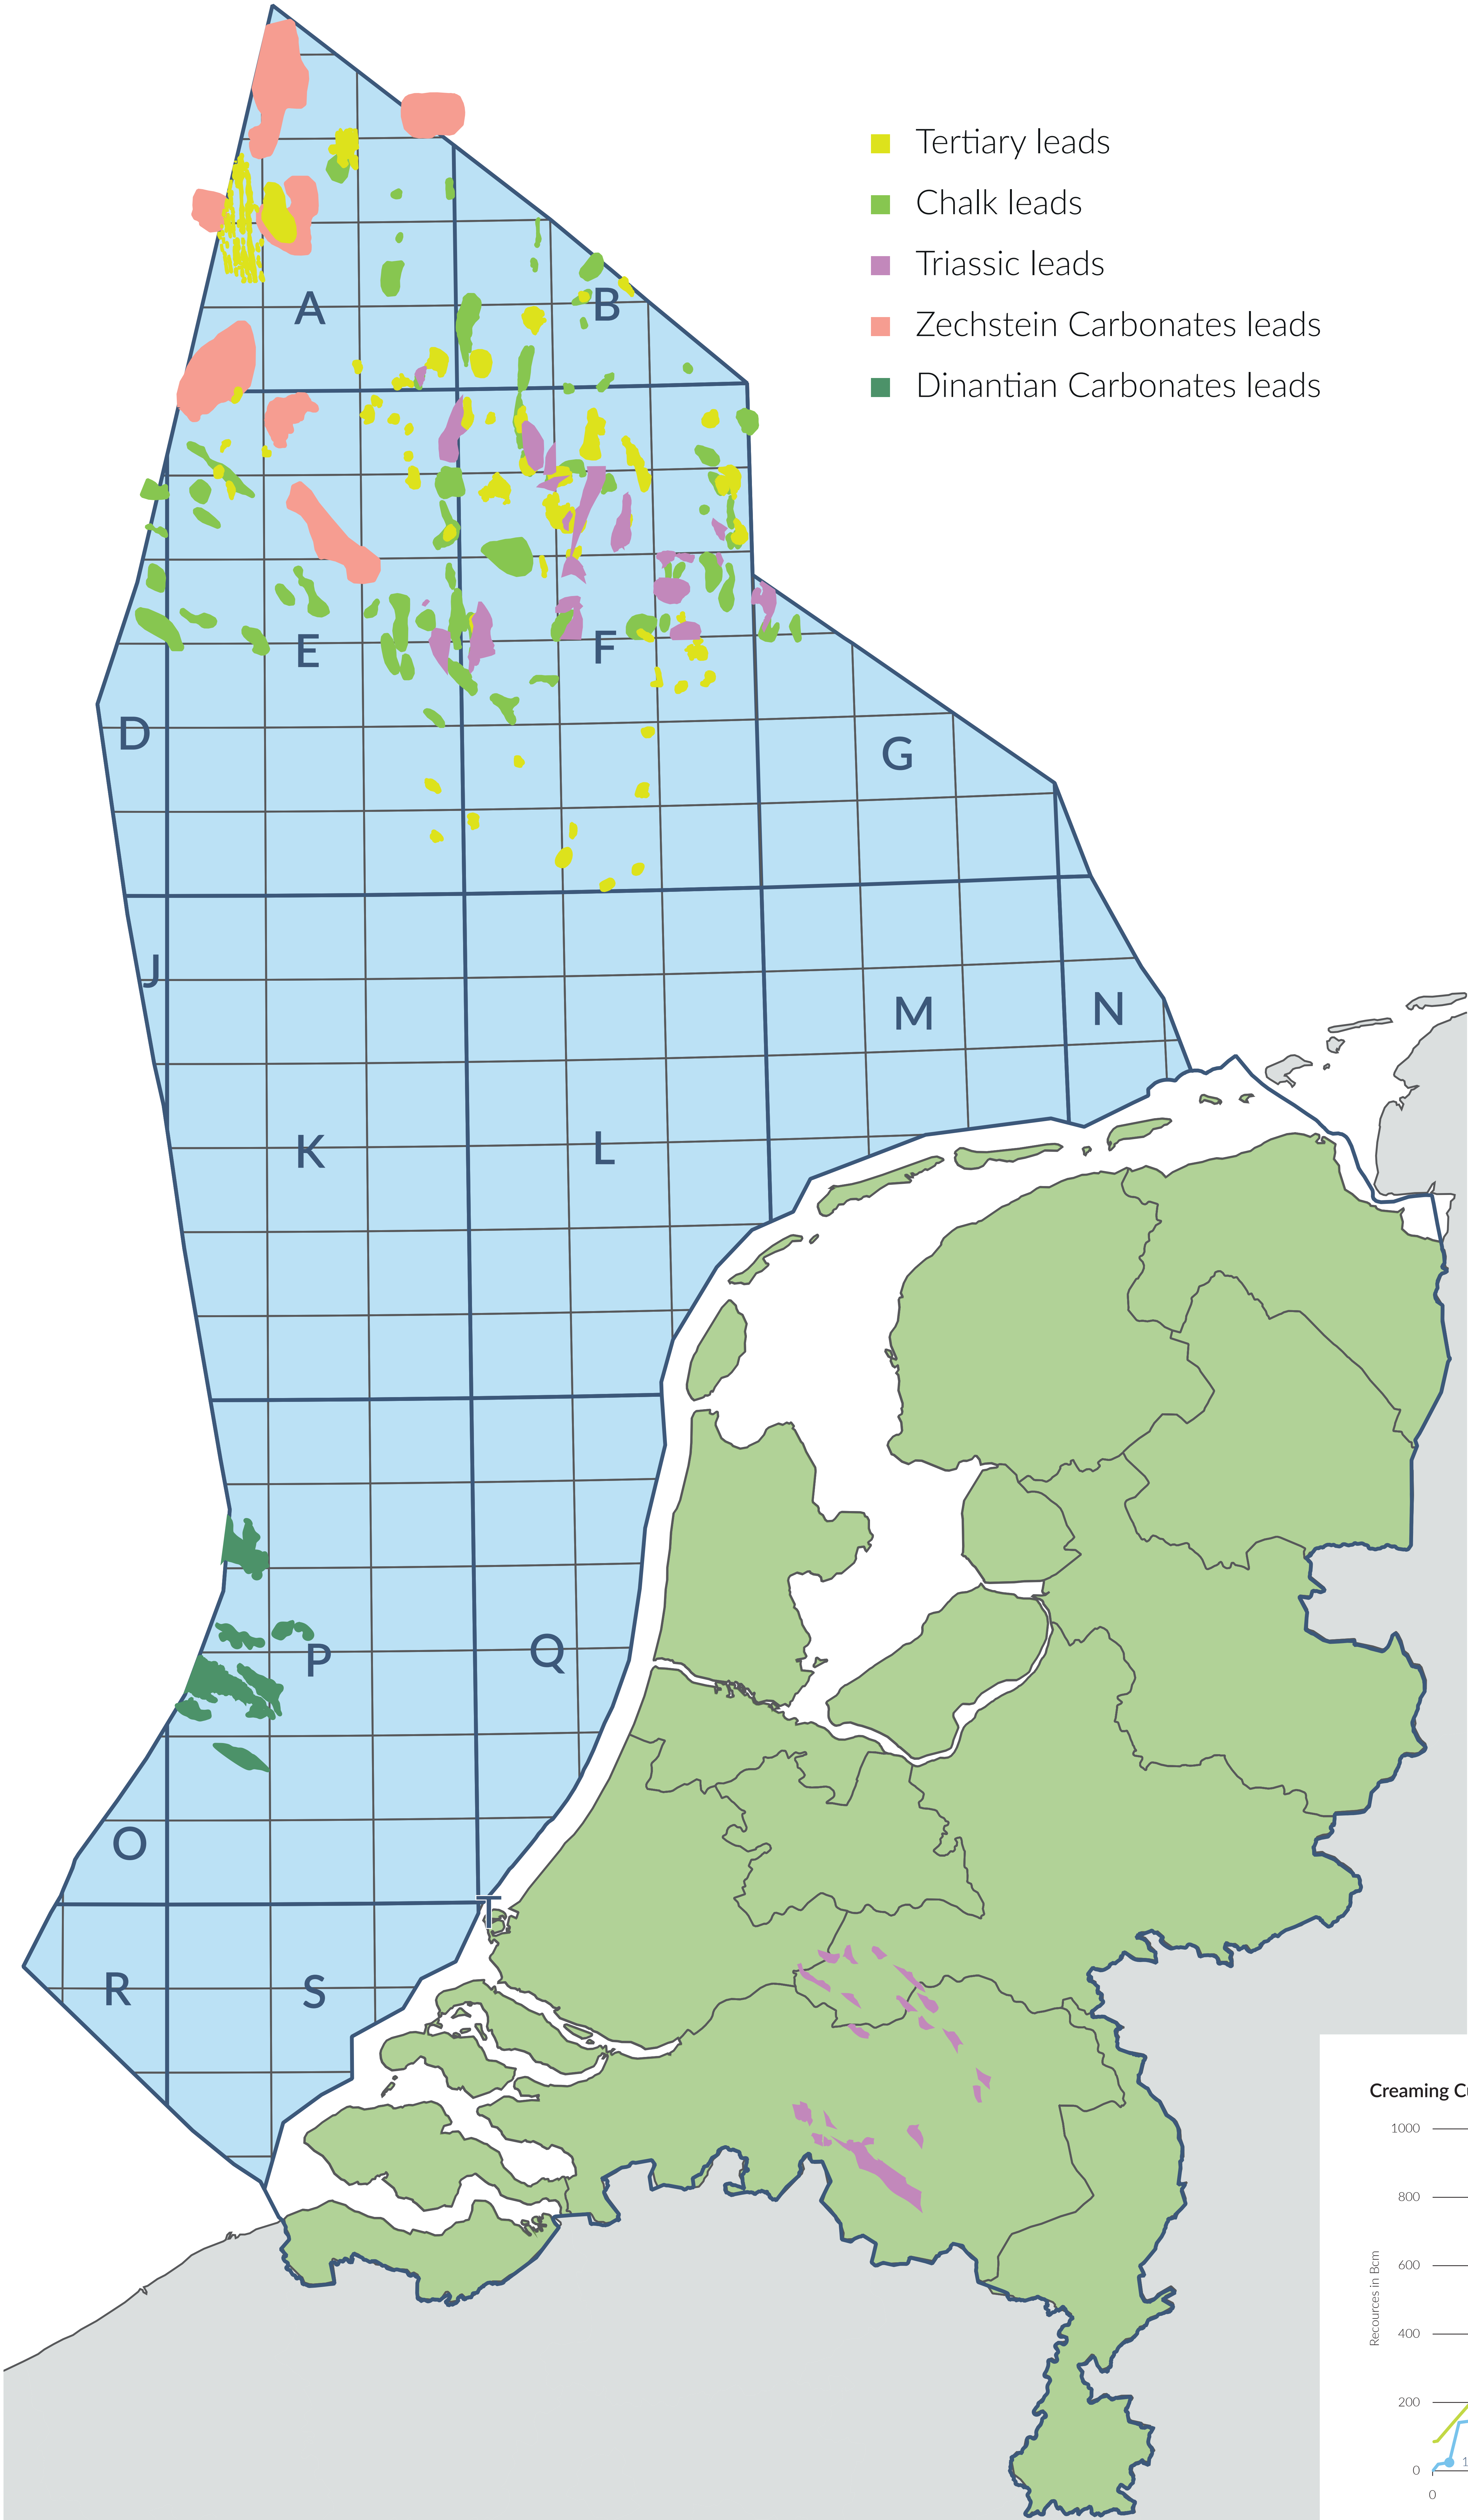 Tertiary leads
Chalk leads
Triassic leads
Zechstein Carbonates leads
Dinantian Carbonates leads
A
B
E
F
D
G
J
M
N
K
L
P
Q
O
T
R
S
1000
800
600
400
200
0
0
Recources in Bcm